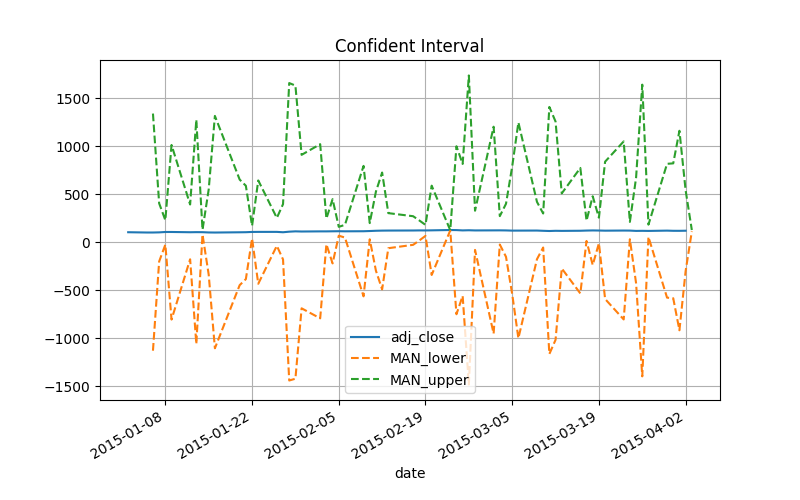 Confident Interval
1500
1000
500
0
−500
−1000
−1500
adj_close
MAN_lower
MAN_upper
2015-01-08
2015-01-22
2015-02-05
2015-02-19
2015-03-05
2015-03-19
2015-04-02
date